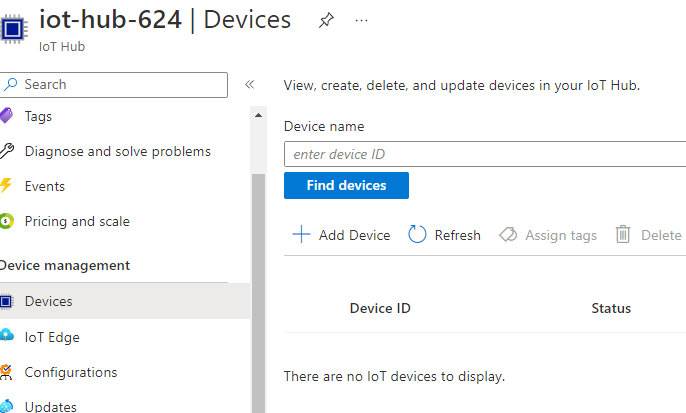 iot-hub-624 | Devices
IoT Hub
Search
Tags
Diagnose and solve problems
Events
Pricing and scale
Device management
Devices
IoT Edge
Configurations
Updates
View, create, delete, and update devices in your IoT Hub.
Device name
enter device ID
Find devices
Add Device Refresh Assign tags Delete
Device ID Status
There are no IoT devices to display.